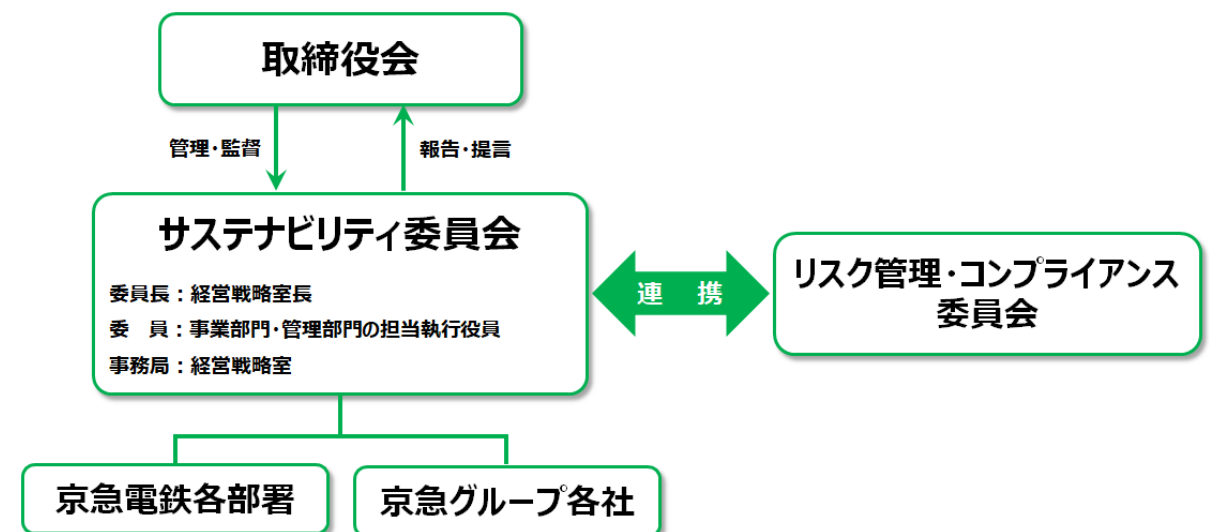 取締役会
管理・監督
報告・提言
サステナビリティ委員会
委員長：経営戦略室長
委　員：事業部門・管理部門の担当執行役員
事務局：経営戦略室
連　携
リスク管理・コンプライアンス
委員会
京急電鉄各部署
京急グループ各社